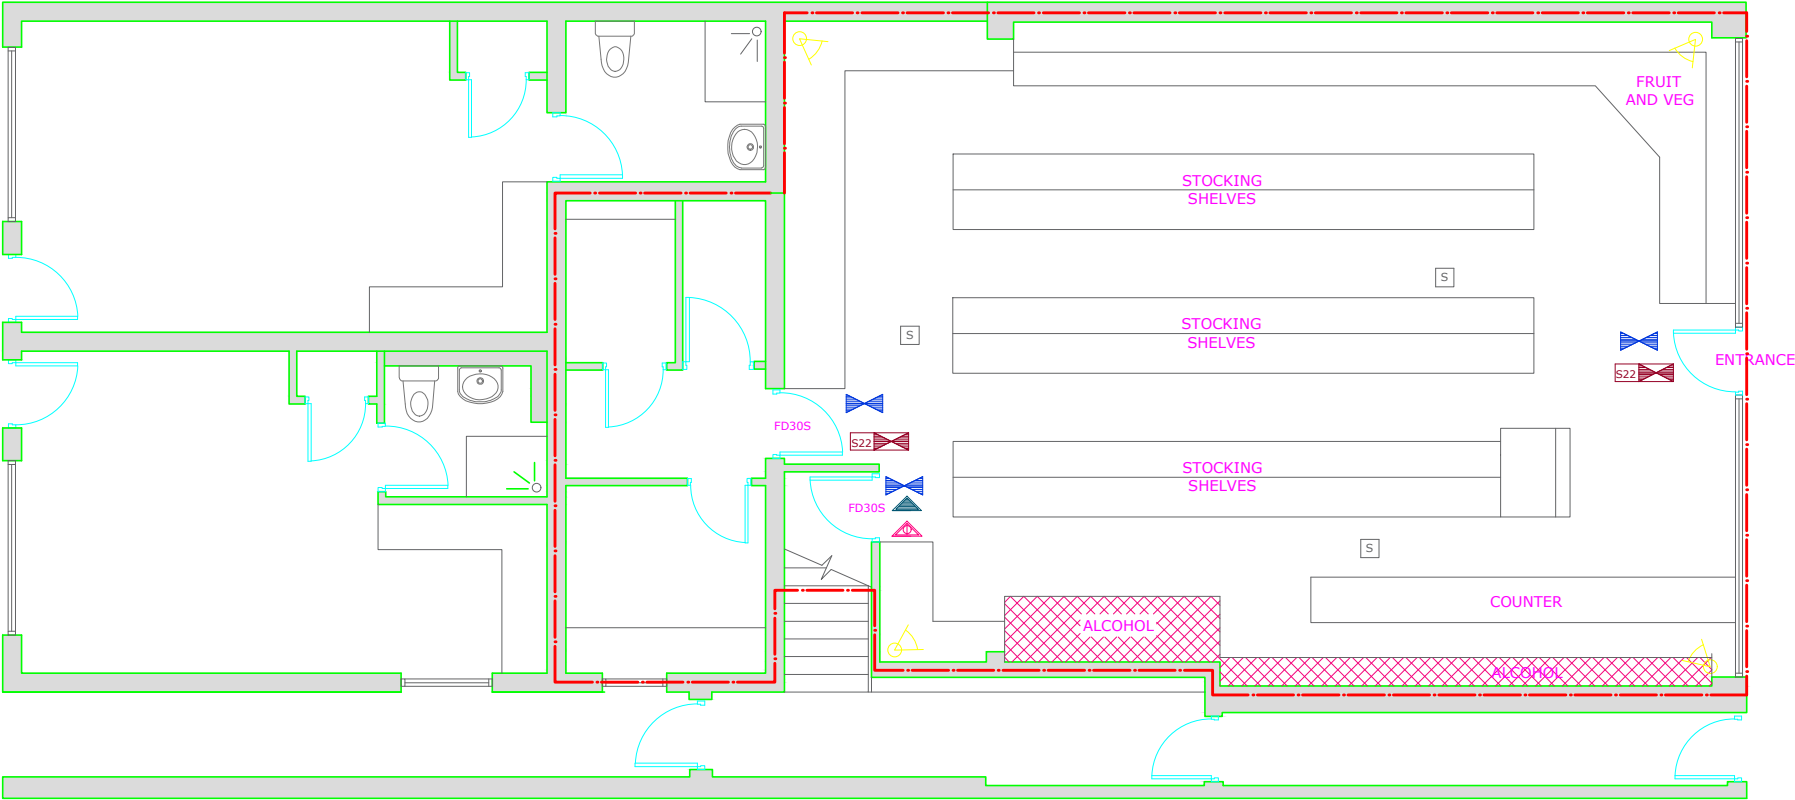 FRUIT
AND VEG
STOCKING
SHELVES
S
STOCKING
SHELVES
S
ENTRANCE
S22
FD30S
S22
STOCKING
SHELVES
FD30S
S
COUNTER
ALCOHOL
ALCOHOL